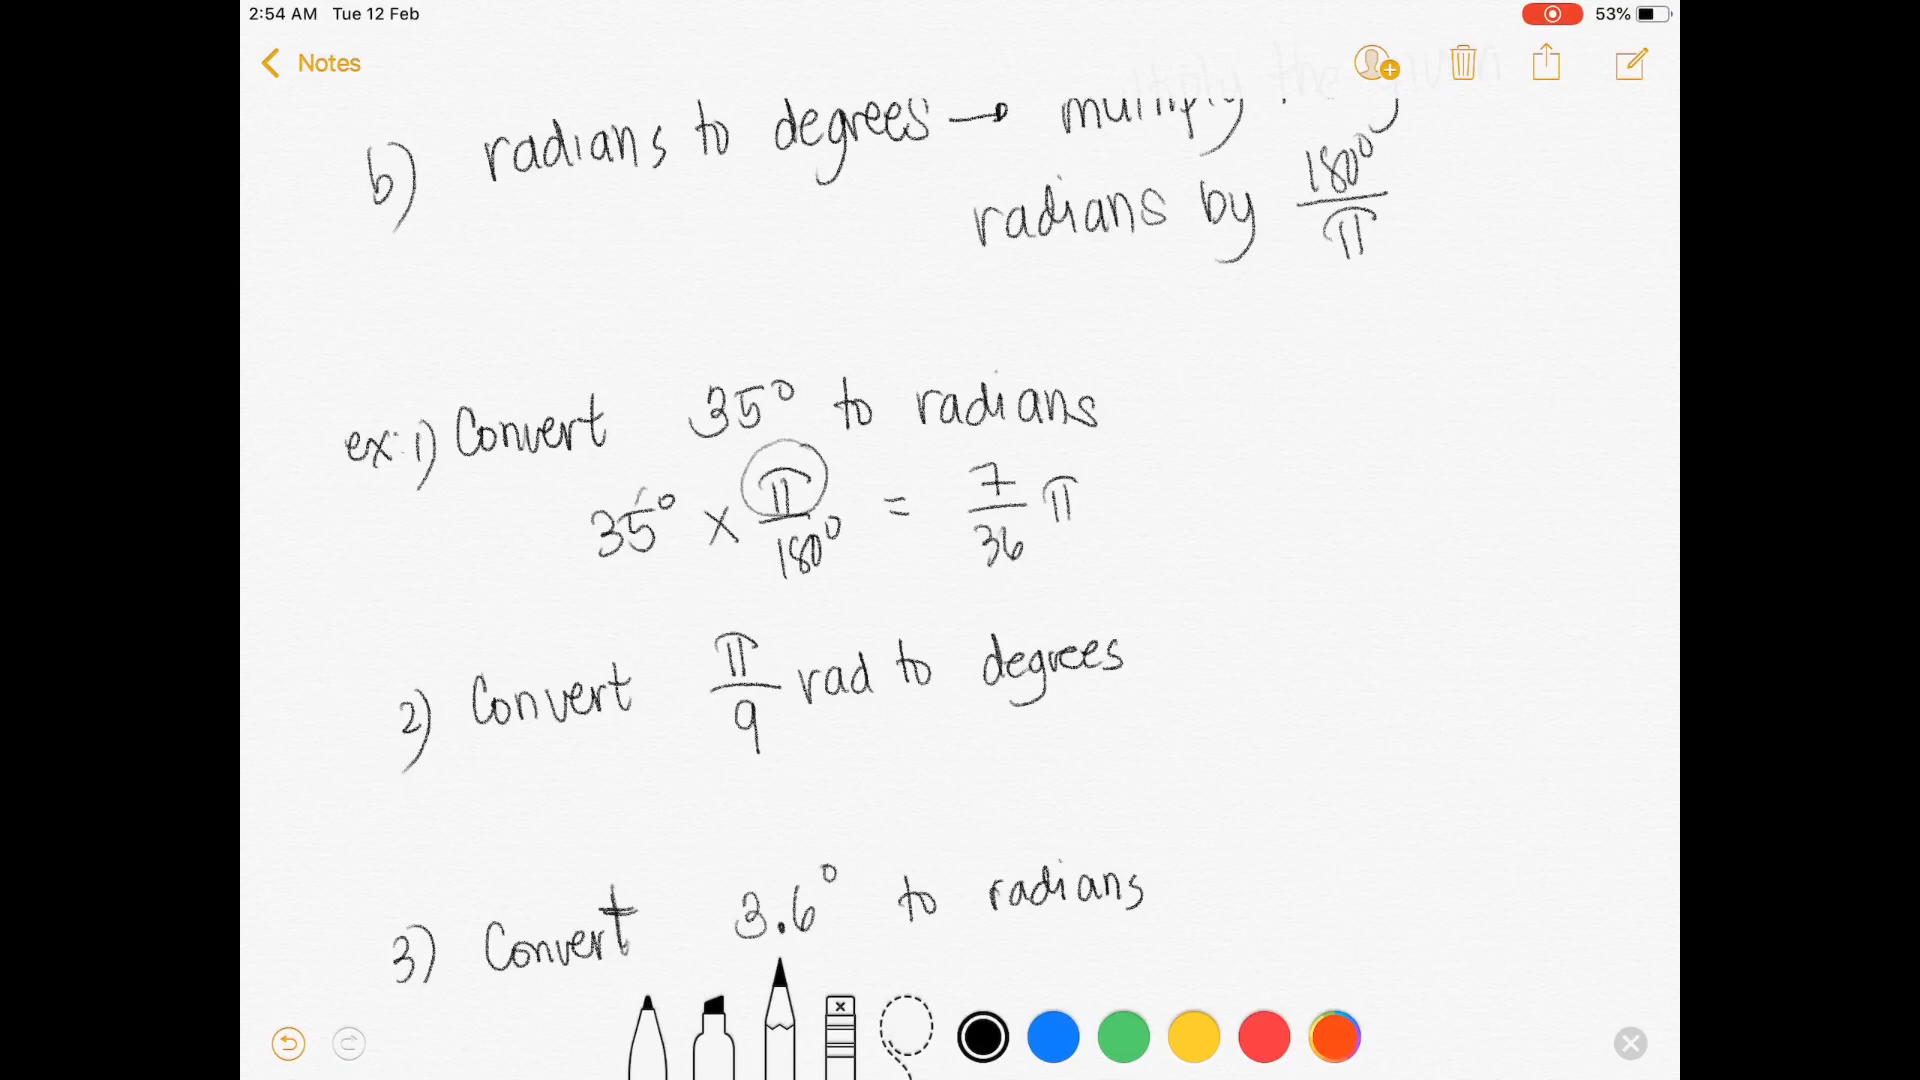 2:54 AM Tue 12 Feb
53%
Notes
b) radians to degrees → multiply
radians by 180°/π
ex: 1) Convert 35° to radians
35° × π/180° = 7/36 π
2) Convert π/9 rad to degrees
3) Convert 3.6° to radians